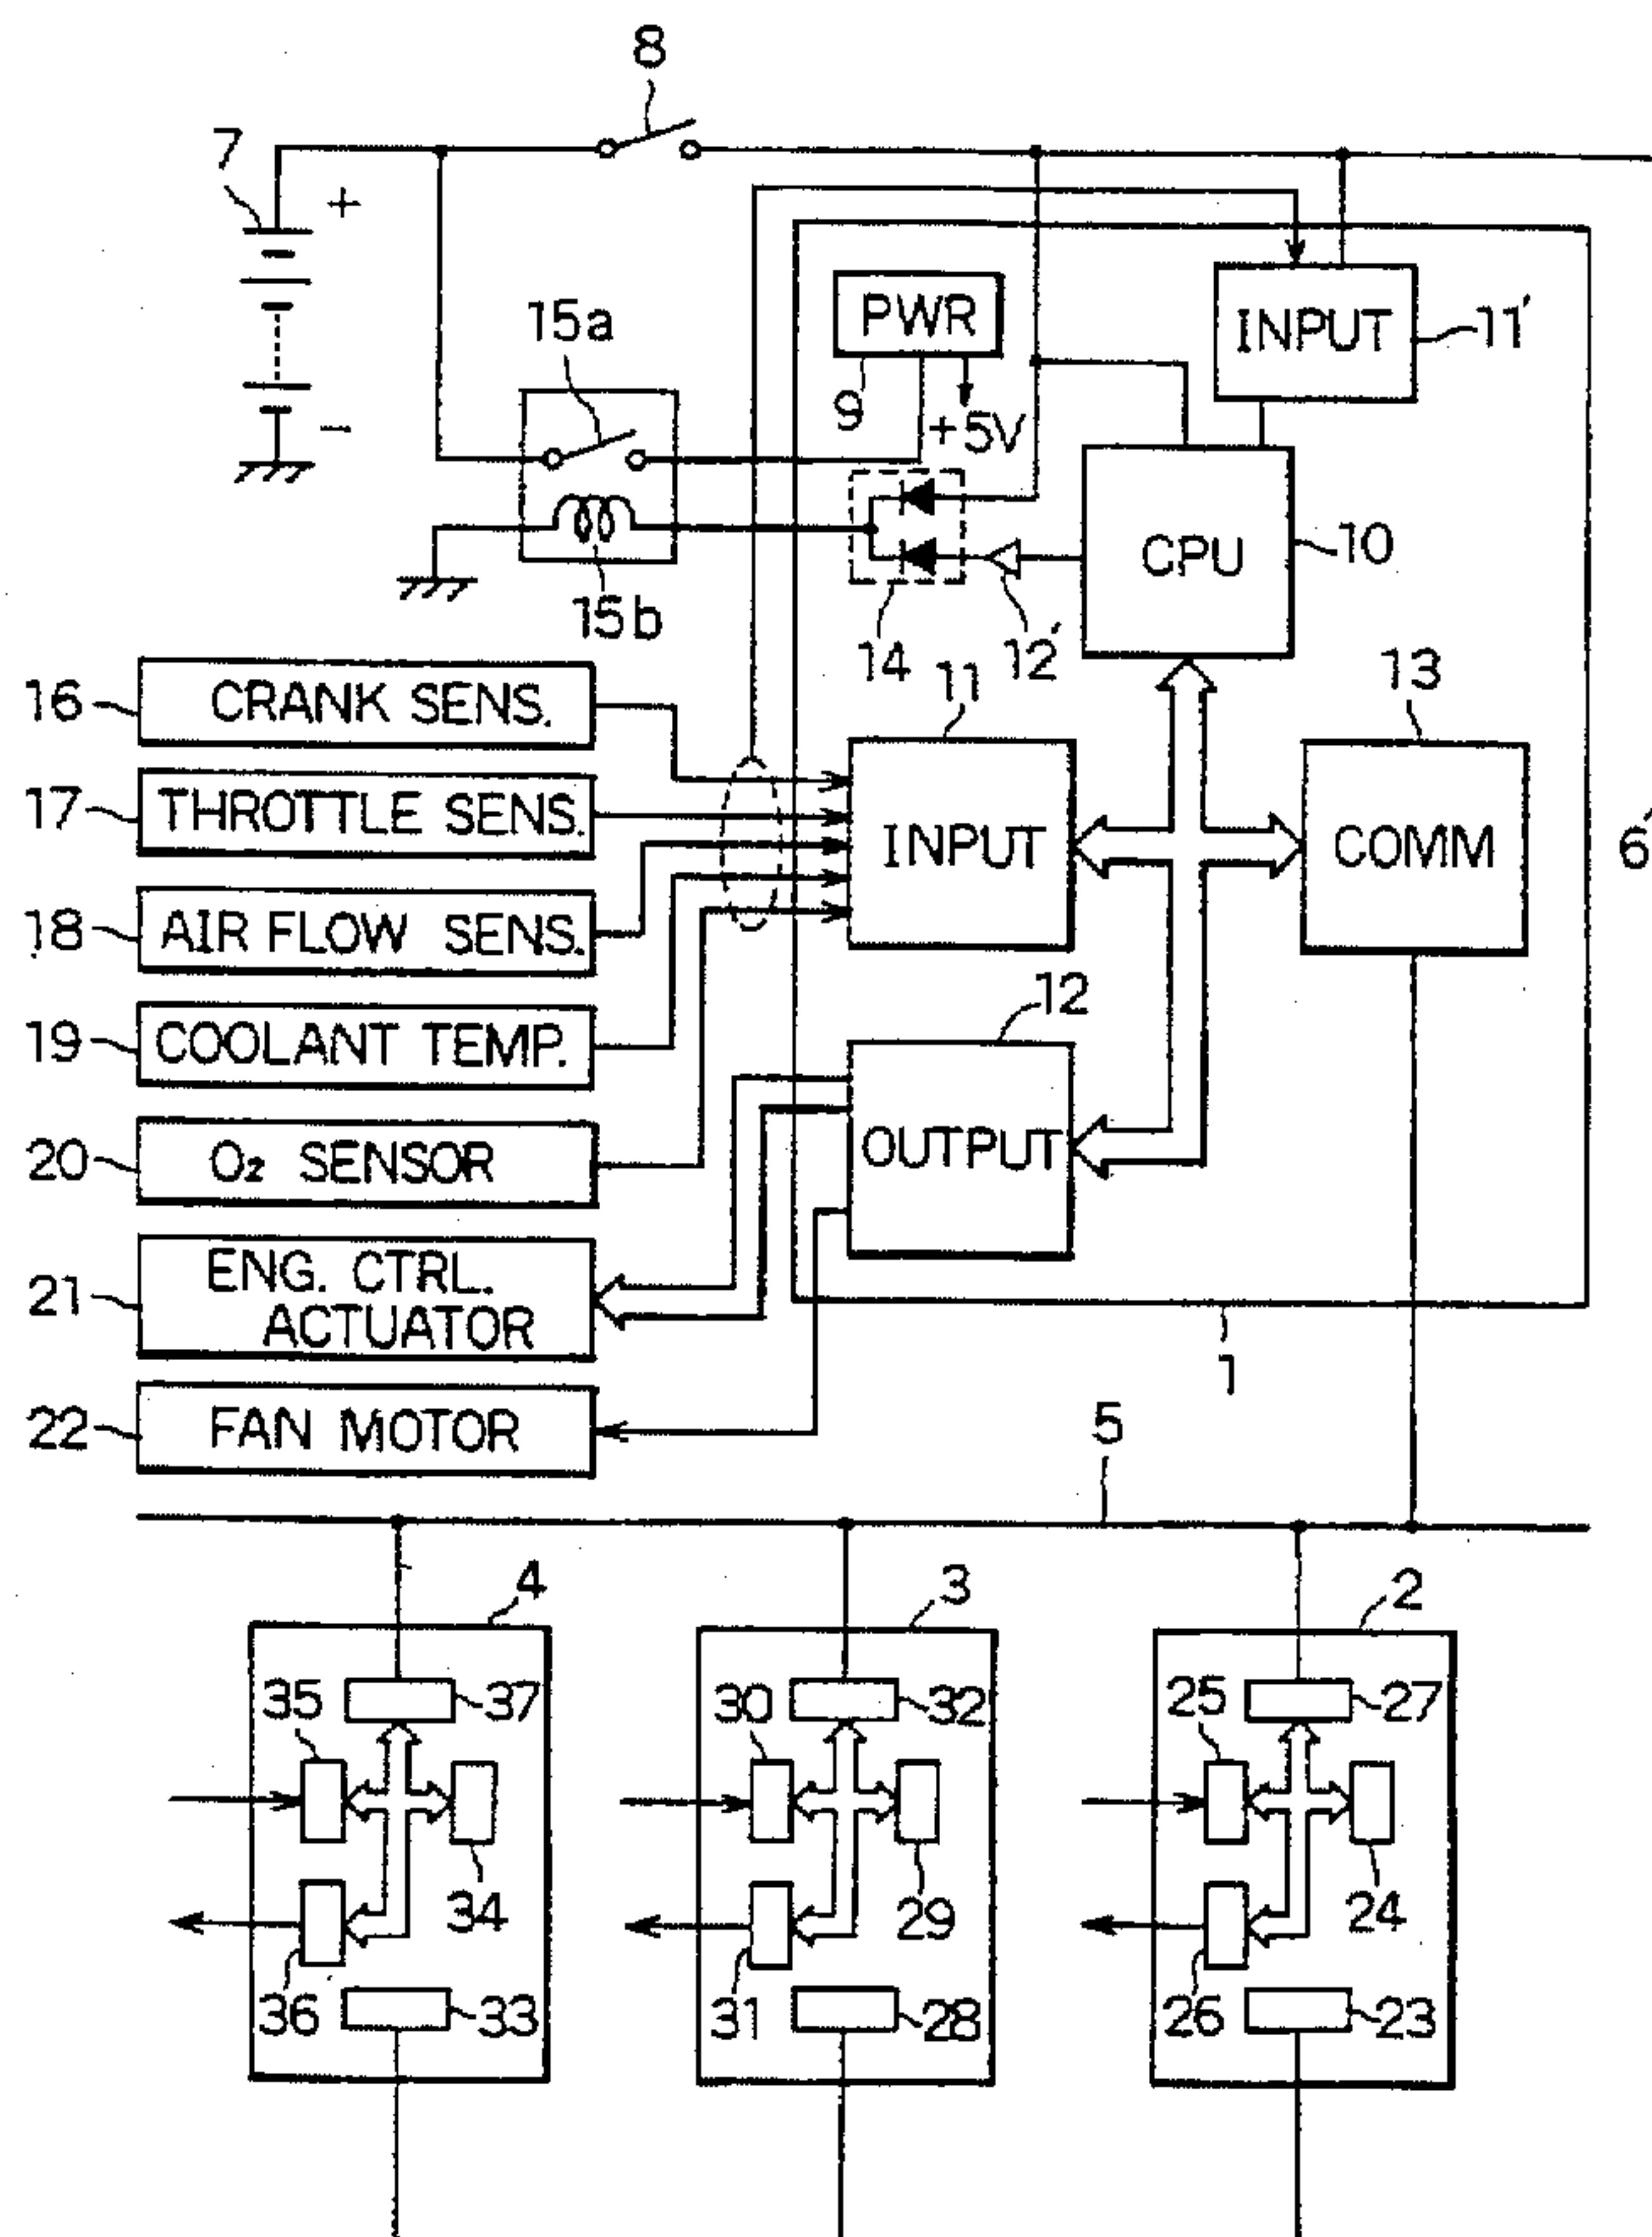 8
7
+
−
15a
15b
PWR
9
+5V
INPUT
11'
CPU
10
14
12'
11
13
16
CRANK SENS.
17
THROTTLE SENS.
18
AIR FLOW SENS.
19
COOLANT TEMP.
20
O₂ SENSOR
21
ENG. CTRL.
ACTUATOR
22
FAN MOTOR
INPUT
COMM
6'
12
OUTPUT
1
5
4
3
2
35
37
34
36
33
30
32
29
31
28
25
27
24
26
23